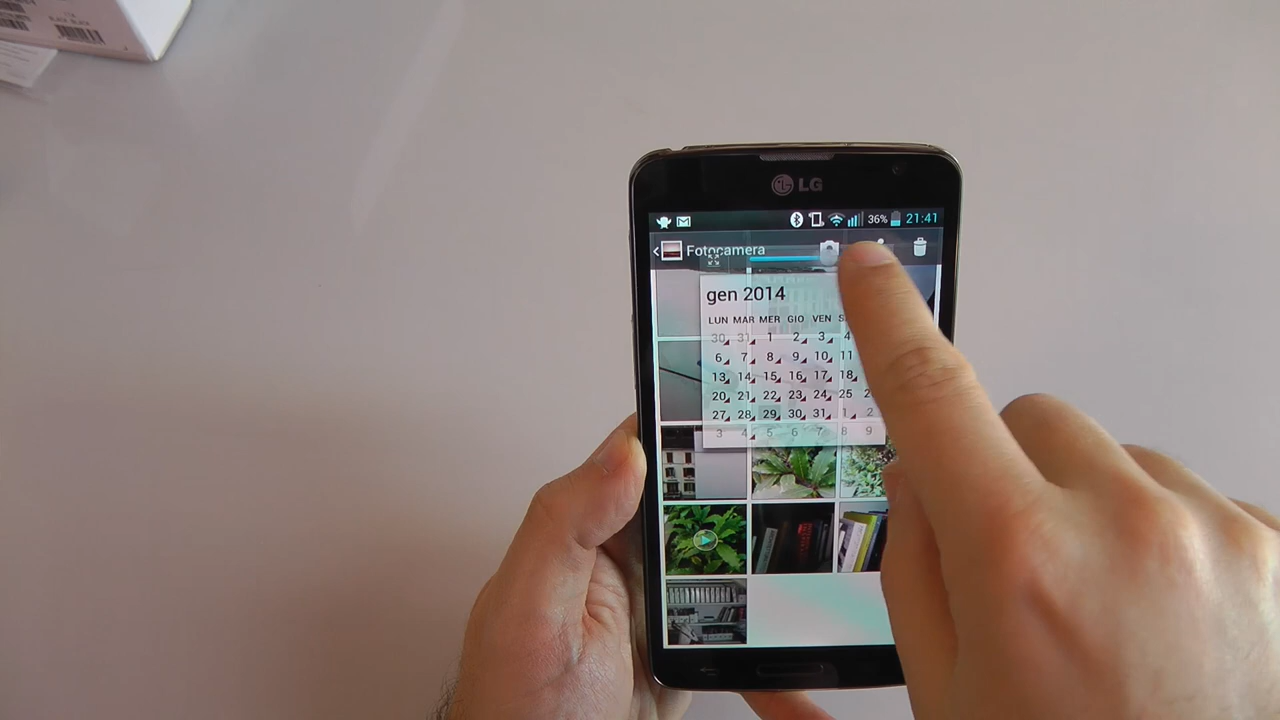 LG
36% 21:41
Fotocamera
gen 2014
LUN MAR MER GIO VEN
30 31 1 2 3 4
6 7 8 9 10 11
13 14 15 16 17 18
20 21 22 23 24 25
27 28 29 30 31 1 2
3 4 5 6 7 8 9